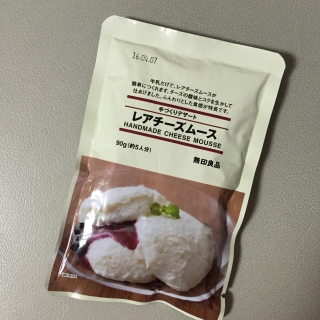 16.04.07
牛乳だけで、レアチーズムースが
簡単につくれます。チーズの酸味とコクを生かして
仕あげました。ふんわりとした食感が特長です。
手づくりデザート
レアチーズムース
HANDMADE CHEESE MOUSSE
90g(約5人分)
無印良品